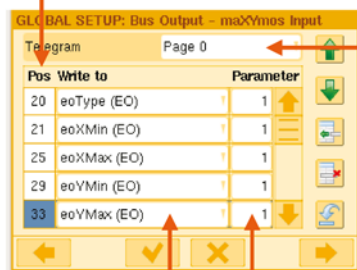 GLOBAL SETUP: Bus Output - maXYmos Input
Telegram Page 0
Pos Write to Parameter
20 eoType (EO) 1
21 eoXMin (EO) 1
25 eoXMax (EO) 1
29 eoYMin (EO) 1
33 eoYMax (EO) 1